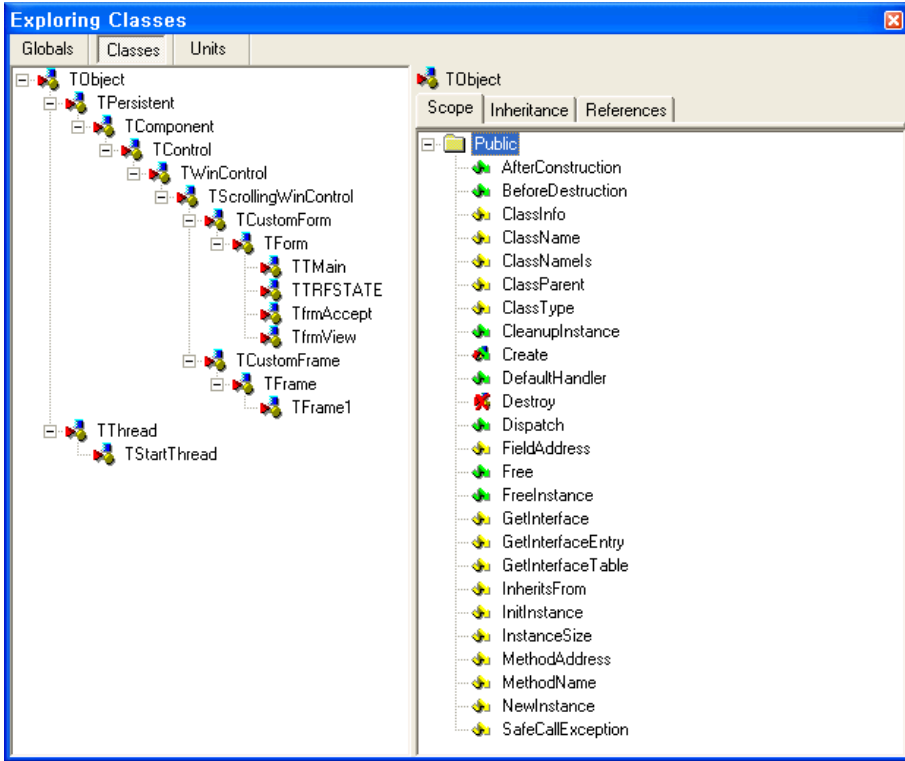 Exploring Classes
Globals
Classes
Units
TObject
TPersistent
TComponent
TControl
TWinControl
TScrollingWinControl
TCustomForm
TForm
TTMain
TTRFSTATE
TfrmAccept
TfrmView
TCustomFrame
TFrame
TFrame1
TThread
TStartThread
TObject
Scope
Inheritance
References
Public
AfterConstruction
BeforeDestruction
ClassInfo
ClassName
ClassNameIs
ClassParent
ClassType
CleanupInstance
Create
DefaultHandler
Destroy
Dispatch
FieldAddress
Free
FreeInstance
GetInterface
GetInterfaceEntry
GetInterfaceTable
InheritsFrom
InitInstance
InstanceSize
MethodAddress
MethodName
NewInstance
SafeCallException